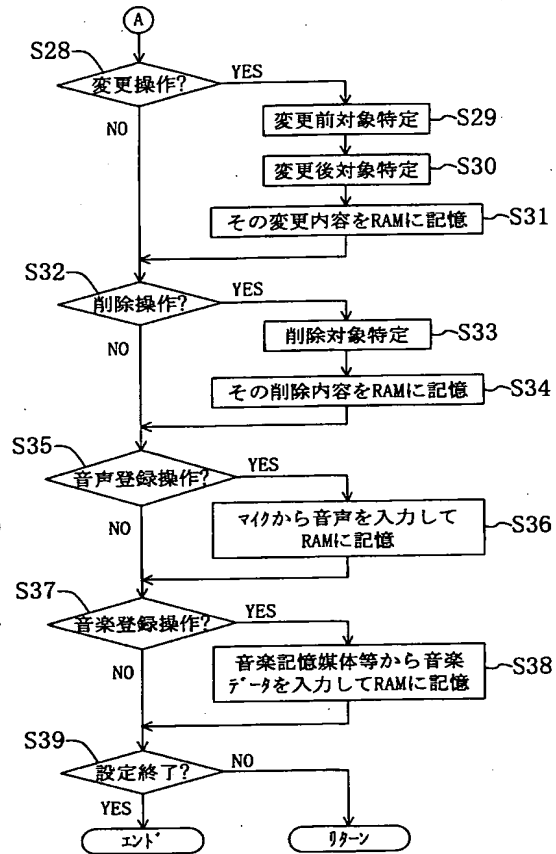 A
S28
変更操作?
YES
NO
変更前対象特定
S29
変更後対象特定
S30
その変更内容をRAMに記憶
S31
S32
削除操作?
YES
NO
削除対象特定
S33
その削除内容をRAMに記憶
S34
S35
音声登録操作?
YES
NO
マイクから音声を入力して
RAMに記憶
S36
S37
音楽登録操作?
YES
NO
音楽記憶媒体等から音楽
データを入力してRAMに記憶
S38
S39
設定終了?
NO
YES
エンド
リターン